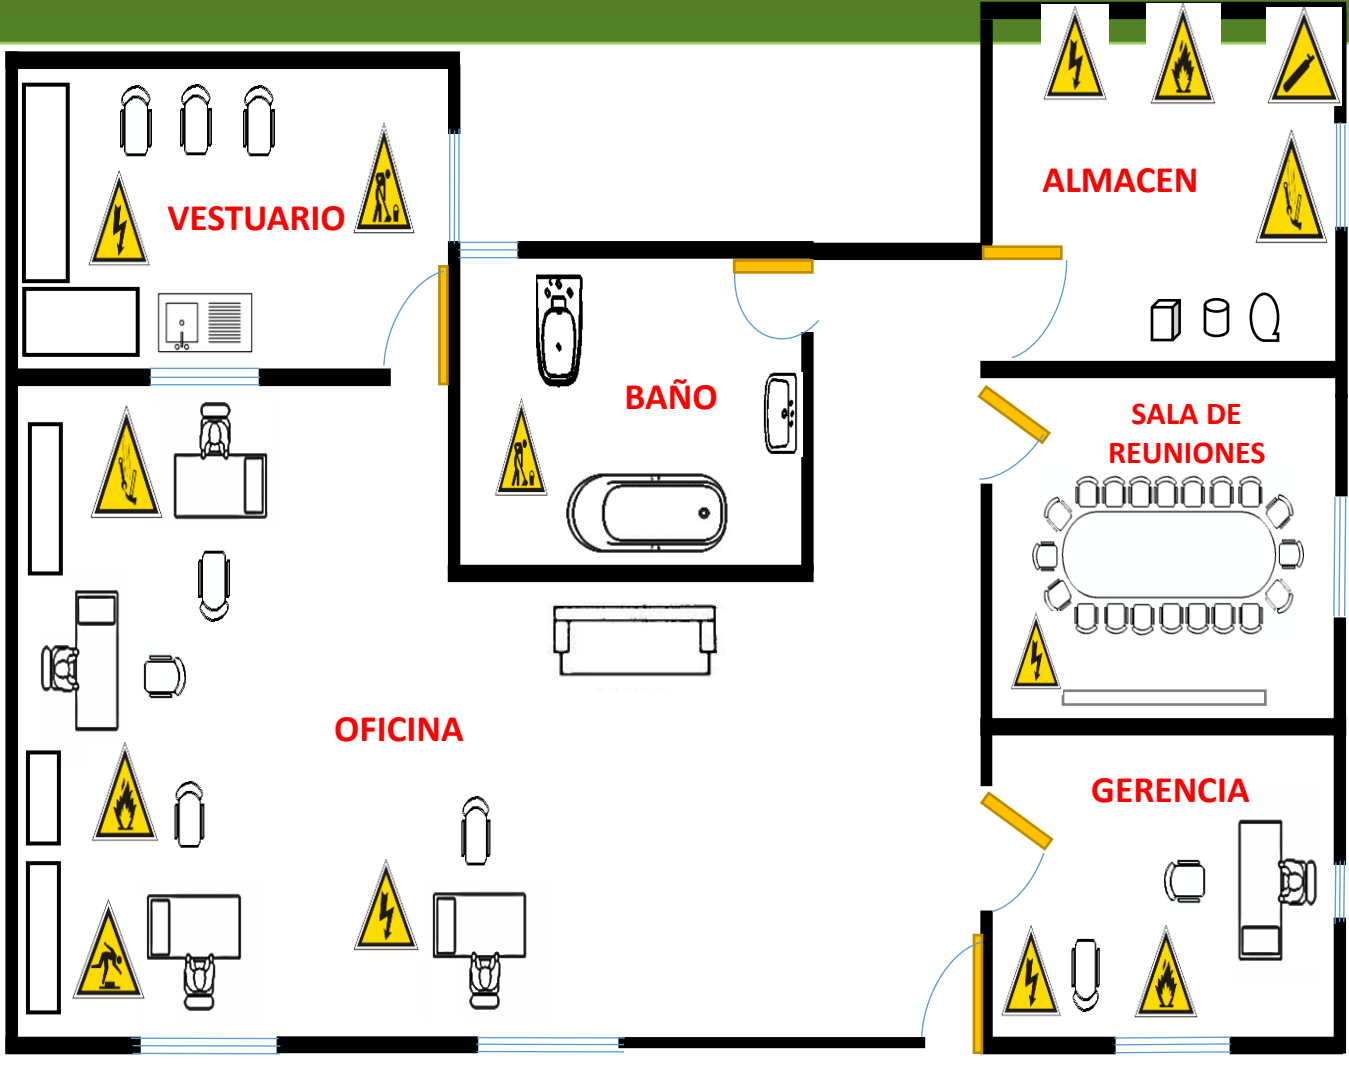 ALMACEN
VESTUARIO
BAÑO
SALA DE
REUNIONES
OFICINA
GERENCIA